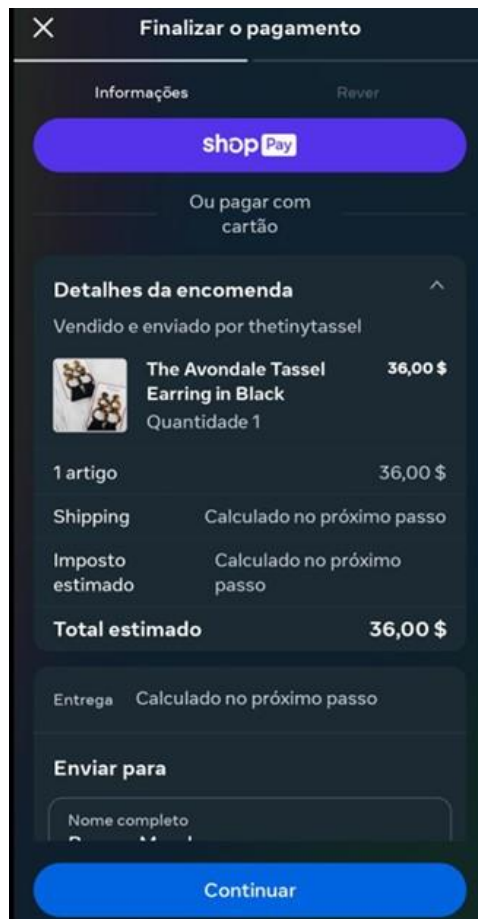 Finalizar o pagamento
Informações
Rever
shop Pay
Ou pagar com
cartão
Detalhes da encomenda
Vendido e enviado por thetinytassel
The Avondale Tassel 36,00 $
Earring in Black
Quantidade 1
1 artigo 36,00 $
Shipping Calculado no próximo passo
Imposto Calculado no próximo
estimado passo
Total estimado 36,00 $
Entrega Calculado no próximo passo
Enviar para
Nome completo
Continuar